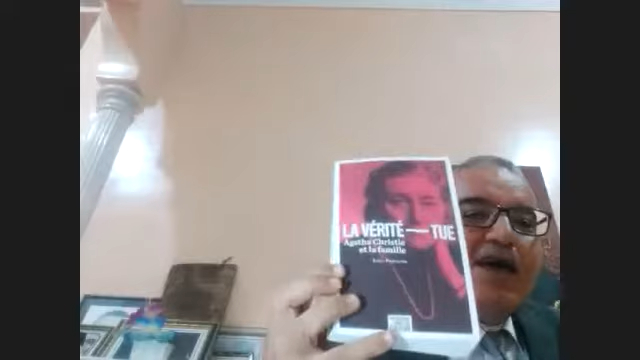 LA VÉRITÉ — TUE
Agatha Christie
et la famille